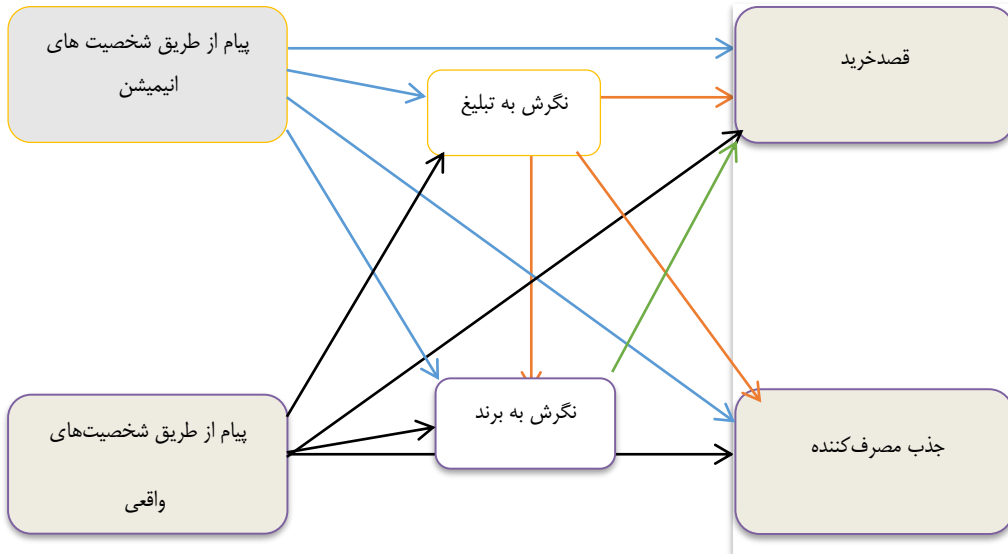 پیام از طریق شخصیت های
انیمیشن
نگرش به تبلیغ
قصدخرید
نگرش به برند
پیام از طریق شخصیت‌های
واقعی
جذب مصرف‌کننده